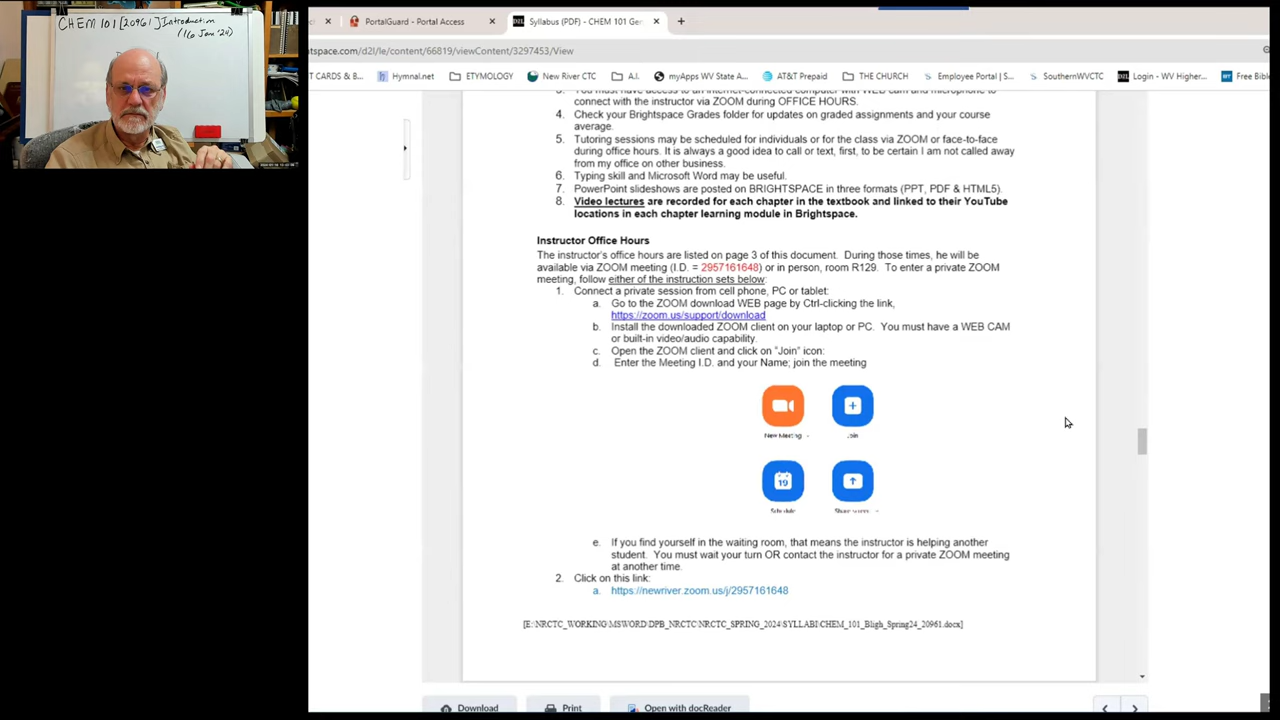 CHEM 101 [20961] Introduction
(16 Jan '24)
PortalGuard - Portal Access
Syllabus (PDF) - CHEM 101 Gen
htspace.com/d2l/le/content/66819/viewContent/3297453/View
T CARDS & B...
Hymnal.net
ETYMOLOGY
New River CTC
A.I.
myApps WV State A...
AT&T Prepaid
THE CHURCH
Employee Portal | S...
SouthernWVCTC
Login - WV Higher...
Free Bible
3. You must have access to an internet-connected computer with WEB cam and microphone to
connect with the instructor via ZOOM during OFFICE HOURS.
4. Check your Brightspace Grades folder for updates on graded assignments and your course
average.
5. Tutoring sessions may be scheduled for individuals or for the class via ZOOM or face-to-face
during office hours. It is always a good idea to call or text, first, to be certain I am not called away
from my office on other business.
6. Typing skill and Microsoft Word may be useful.
7. PowerPoint slideshows are posted on BRIGHTSPACE in three formats (PPT, PDF & HTML5).
8. Video lectures are recorded for each chapter in the textbook and linked to their YouTube
locations in each chapter learning module in Brightspace.
Instructor Office Hours
The instructor's office hours are listed on page 3 of this document. During those times, he will be
available via ZOOM meeting (I.D. = 2957161648) or in person, room R129. To enter a private ZOOM
meeting, follow either of the instruction sets below:
1. Connect a private session from cell phone, PC or tablet:
a. Go to the ZOOM download WEB page by Ctrl-clicking the link,
https://zoom.us/support/download
b. Install the downloaded ZOOM client on your laptop or PC. You must have a WEB CAM
or built-in video/audio capability.
c. Open the ZOOM client and click on "Join" icon:
d. Enter the Meeting I.D. and your Name; join the meeting
New Meeting
Join
19
Schedule
e. If you find yourself in the waiting room, that means the instructor is helping another
student. You must wait your turn OR contact the instructor for a private ZOOM meeting
at another time.
2. Click on this link:
a. https://newriver.zoom.us/j/2957161648
[E:\NRCTC_WORKING\MSWORD\DPB_NRCTC\NRCTC_SPRING_2024\SYLLABI\CHEM_101_Bligh_Spring24_20961.docx]
Download
Print
Open with docReader